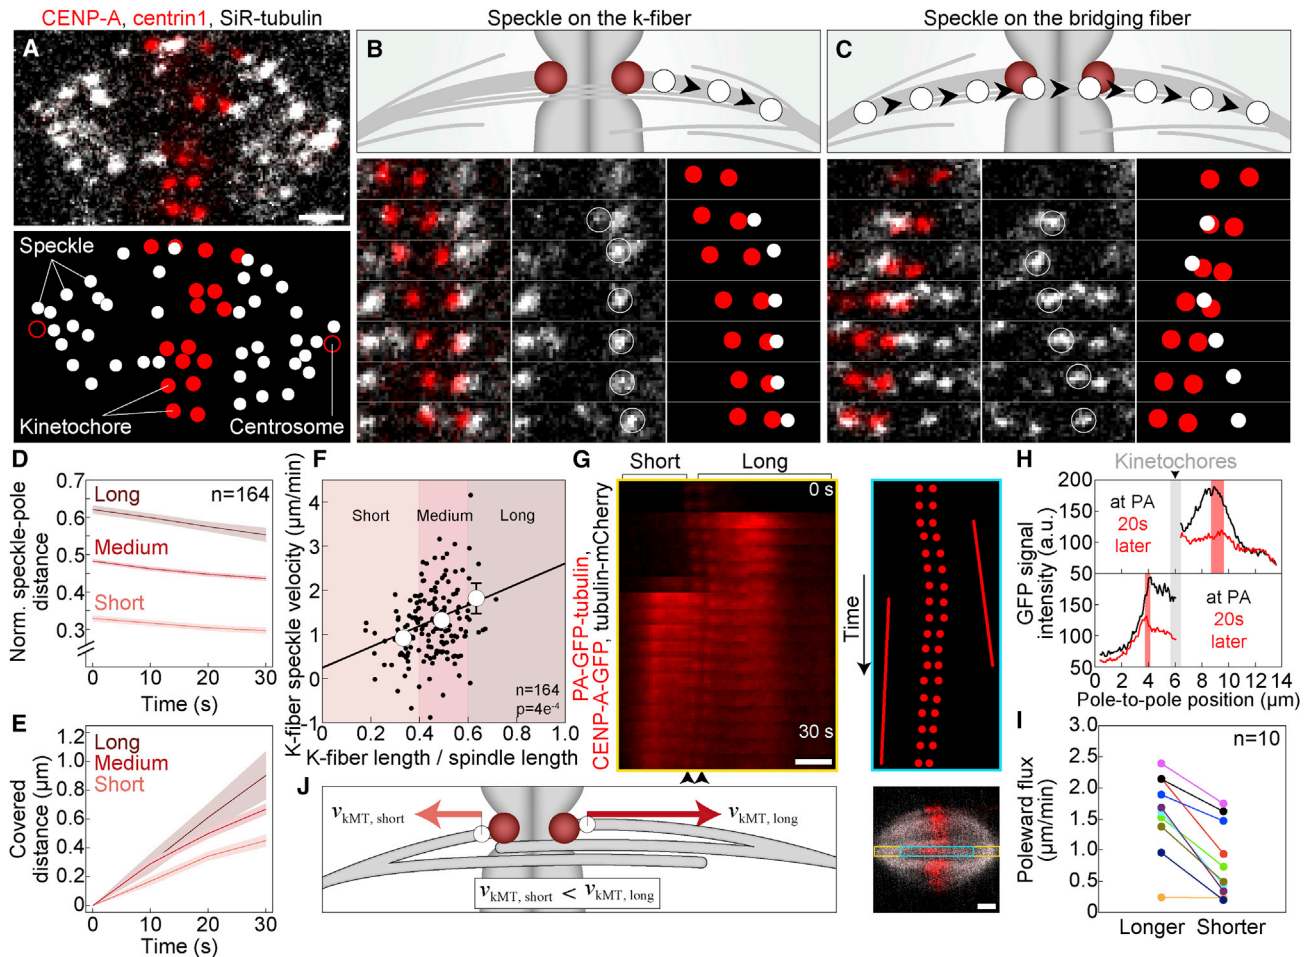 CENP-A, centrin1, SiR-tubulin
Speckle on the k-fiber
Speckle on the bridging fiber
A
B
C
Speckle
Kinetochore
Centrosome
D
0.7
0.6
0.5
0.4
0.3
Long
Medium
Short
n=164
Norm. speckle-pole
distance
0
10
20
30
Time (s)
E
1.2
1.0
0.8
0.6
0.4
0.2
0
Long
Medium
Short
Covered
distance (μm)
0
10
20
30
Time (s)
F
K-fiber speckle velocity (μm/min)
4
3
2
1
0
-1
Short
Medium
Long
n=164
p=4e⁻⁴
0
0.2
0.4
0.6
0.8
1.0
K-fiber length / spindle length
G
Short
Long
PA-GFP-tubulin,
CENP-A-GFP, tubulin-mCherry
0 s
30 s
Time
H
Kinetochores
GFP signal
intensity (a.u.)
200
150
100
50
at PA
20s
later
150
100
50
at PA
20s
later
0
2
4
6
8
10
12
14
Pole-to-pole position (μm)
I
n=10
Poleward flux
(μm/min)
3.0
2.5
2.0
1.5
1.0
0.5
0
Longer
Shorter
J
v kMT, short
v kMT, long
v kMT, short < v kMT, long